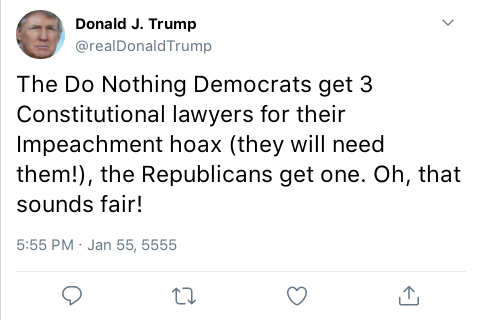 Donald J. Trump
@realDonaldTrump
The Do Nothing Democrats get 3
Constitutional lawyers for their
Impeachment hoax (they will need
them!), the Republicans get one. Oh, that
sounds fair!
5:55 PM · Jan 55, 5555